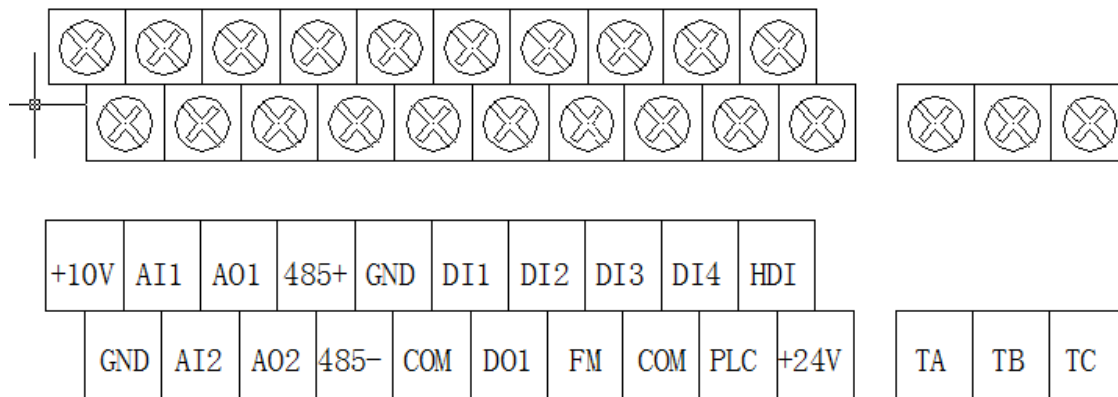 +10V AI1 AO1 485+ GND DI1 DI2 DI3 DI4 HDI
GND AI2 AO2 485- COM DO1 FM COM PLC +24V TA TB TC